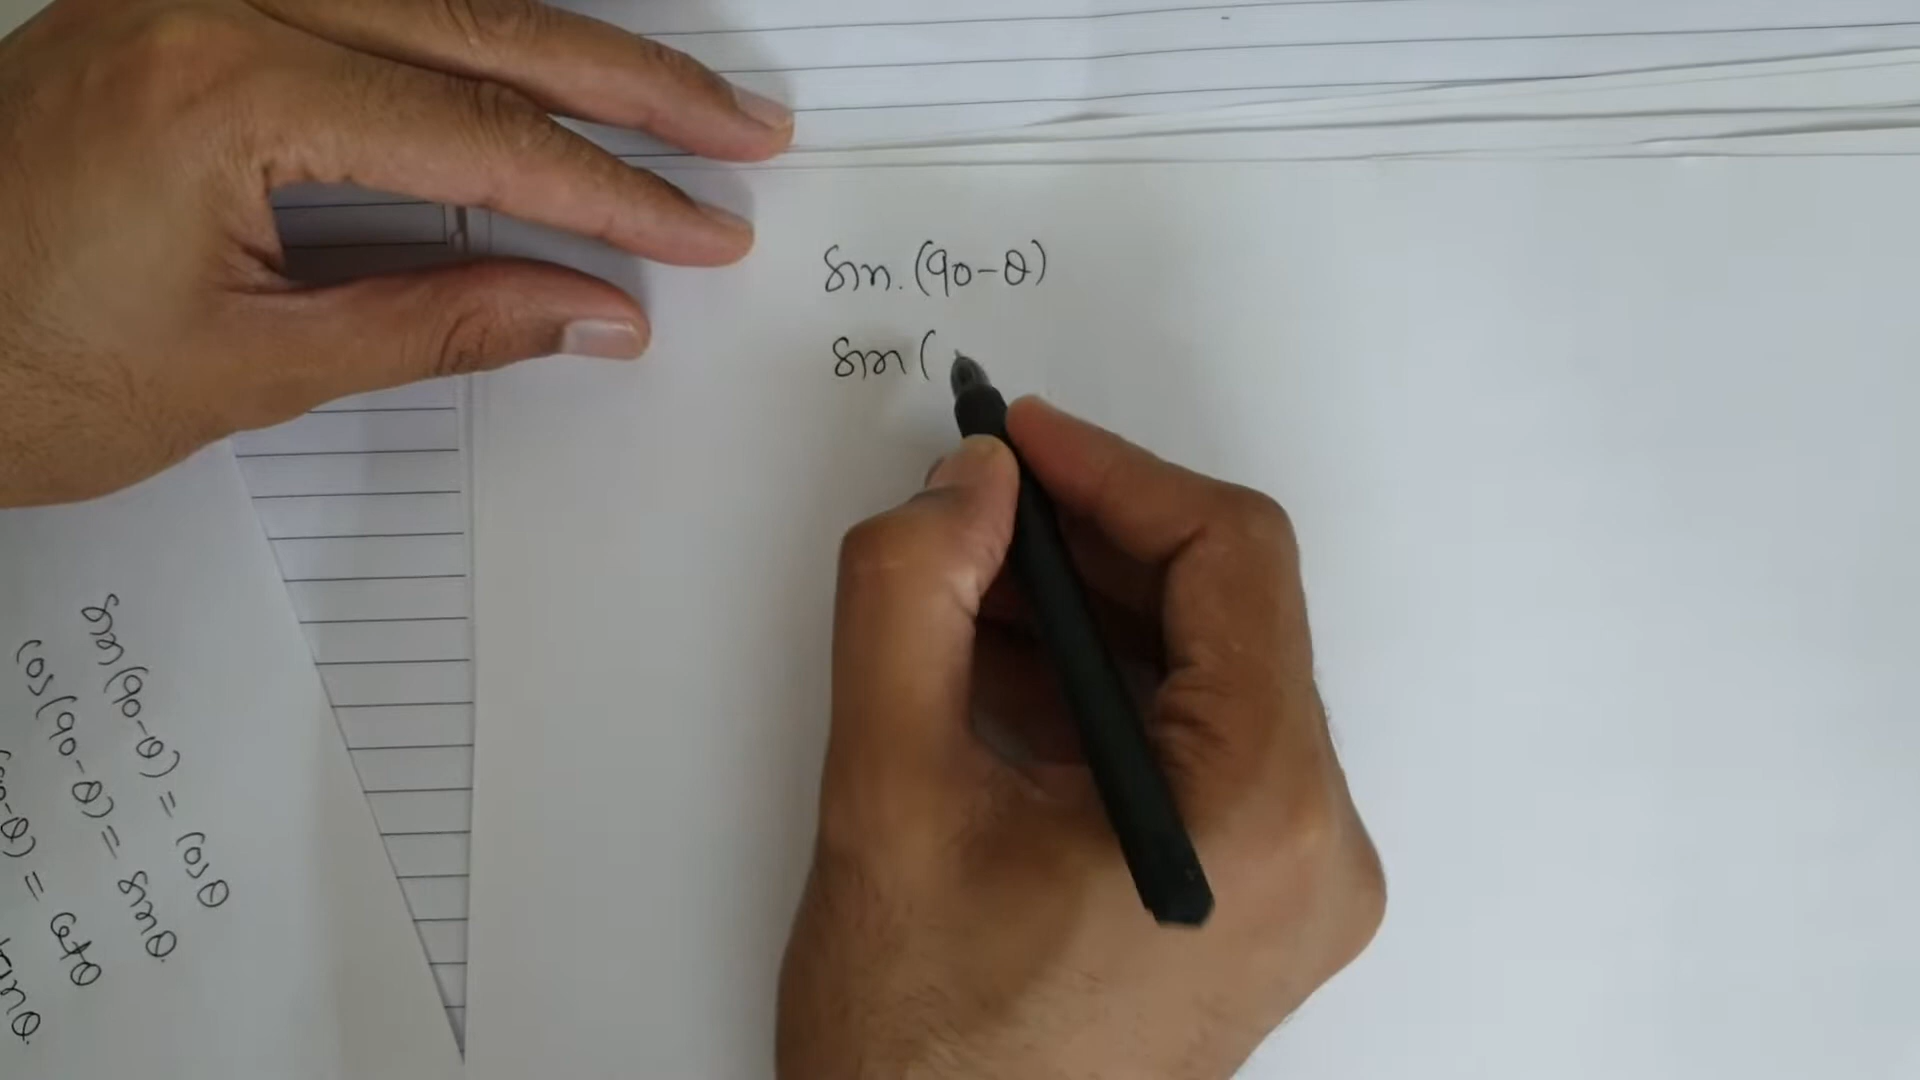 sin. (90-θ)
sin (
sin(90-θ) = cosθ
cos(90-θ) = sinθ
(90-θ) = cotθ